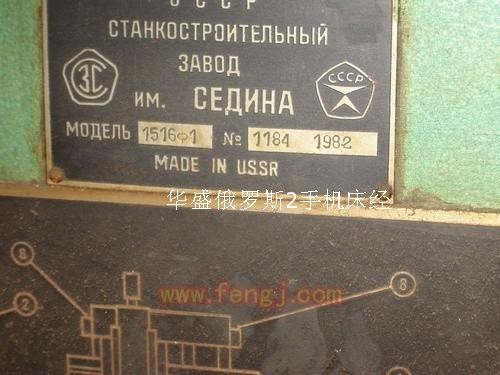 СССР
СТАНКОСТРОИТЕЛЬНЫЙ
ЗАВОД
ЗС
СССР
ИМ. СЕДИНА
МОДЕЛЬ 1516Ф1 № 1184 1982
MADE IN USSR
华盛俄罗斯2手机床经
8
8
2
www.fengj.com